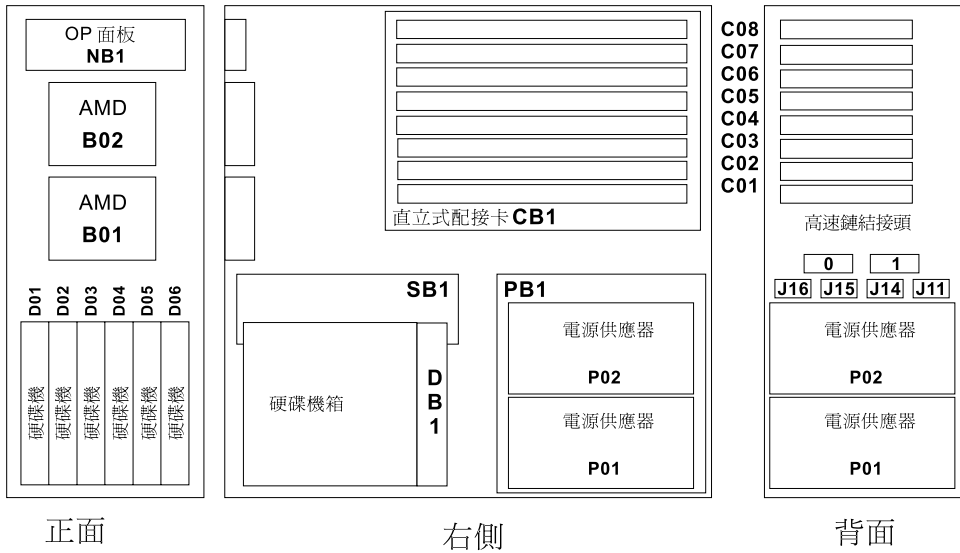 OP 面板
NB1
AMD
B02
AMD
B01
D01
D02
D03
D04
D05
D06
硬碟機
硬碟機
硬碟機
硬碟機
硬碟機
硬碟機
正面
直立式配接卡 CB1
SB1
硬碟機箱
DB1
PB1
電源供應器
P02
電源供應器
P01
右側
C08
C07
C06
C05
C04
C03
C02
C01
高速鏈結接頭
0 1
J16 J15 J14 J11
電源供應器
P02
電源供應器
P01
背面